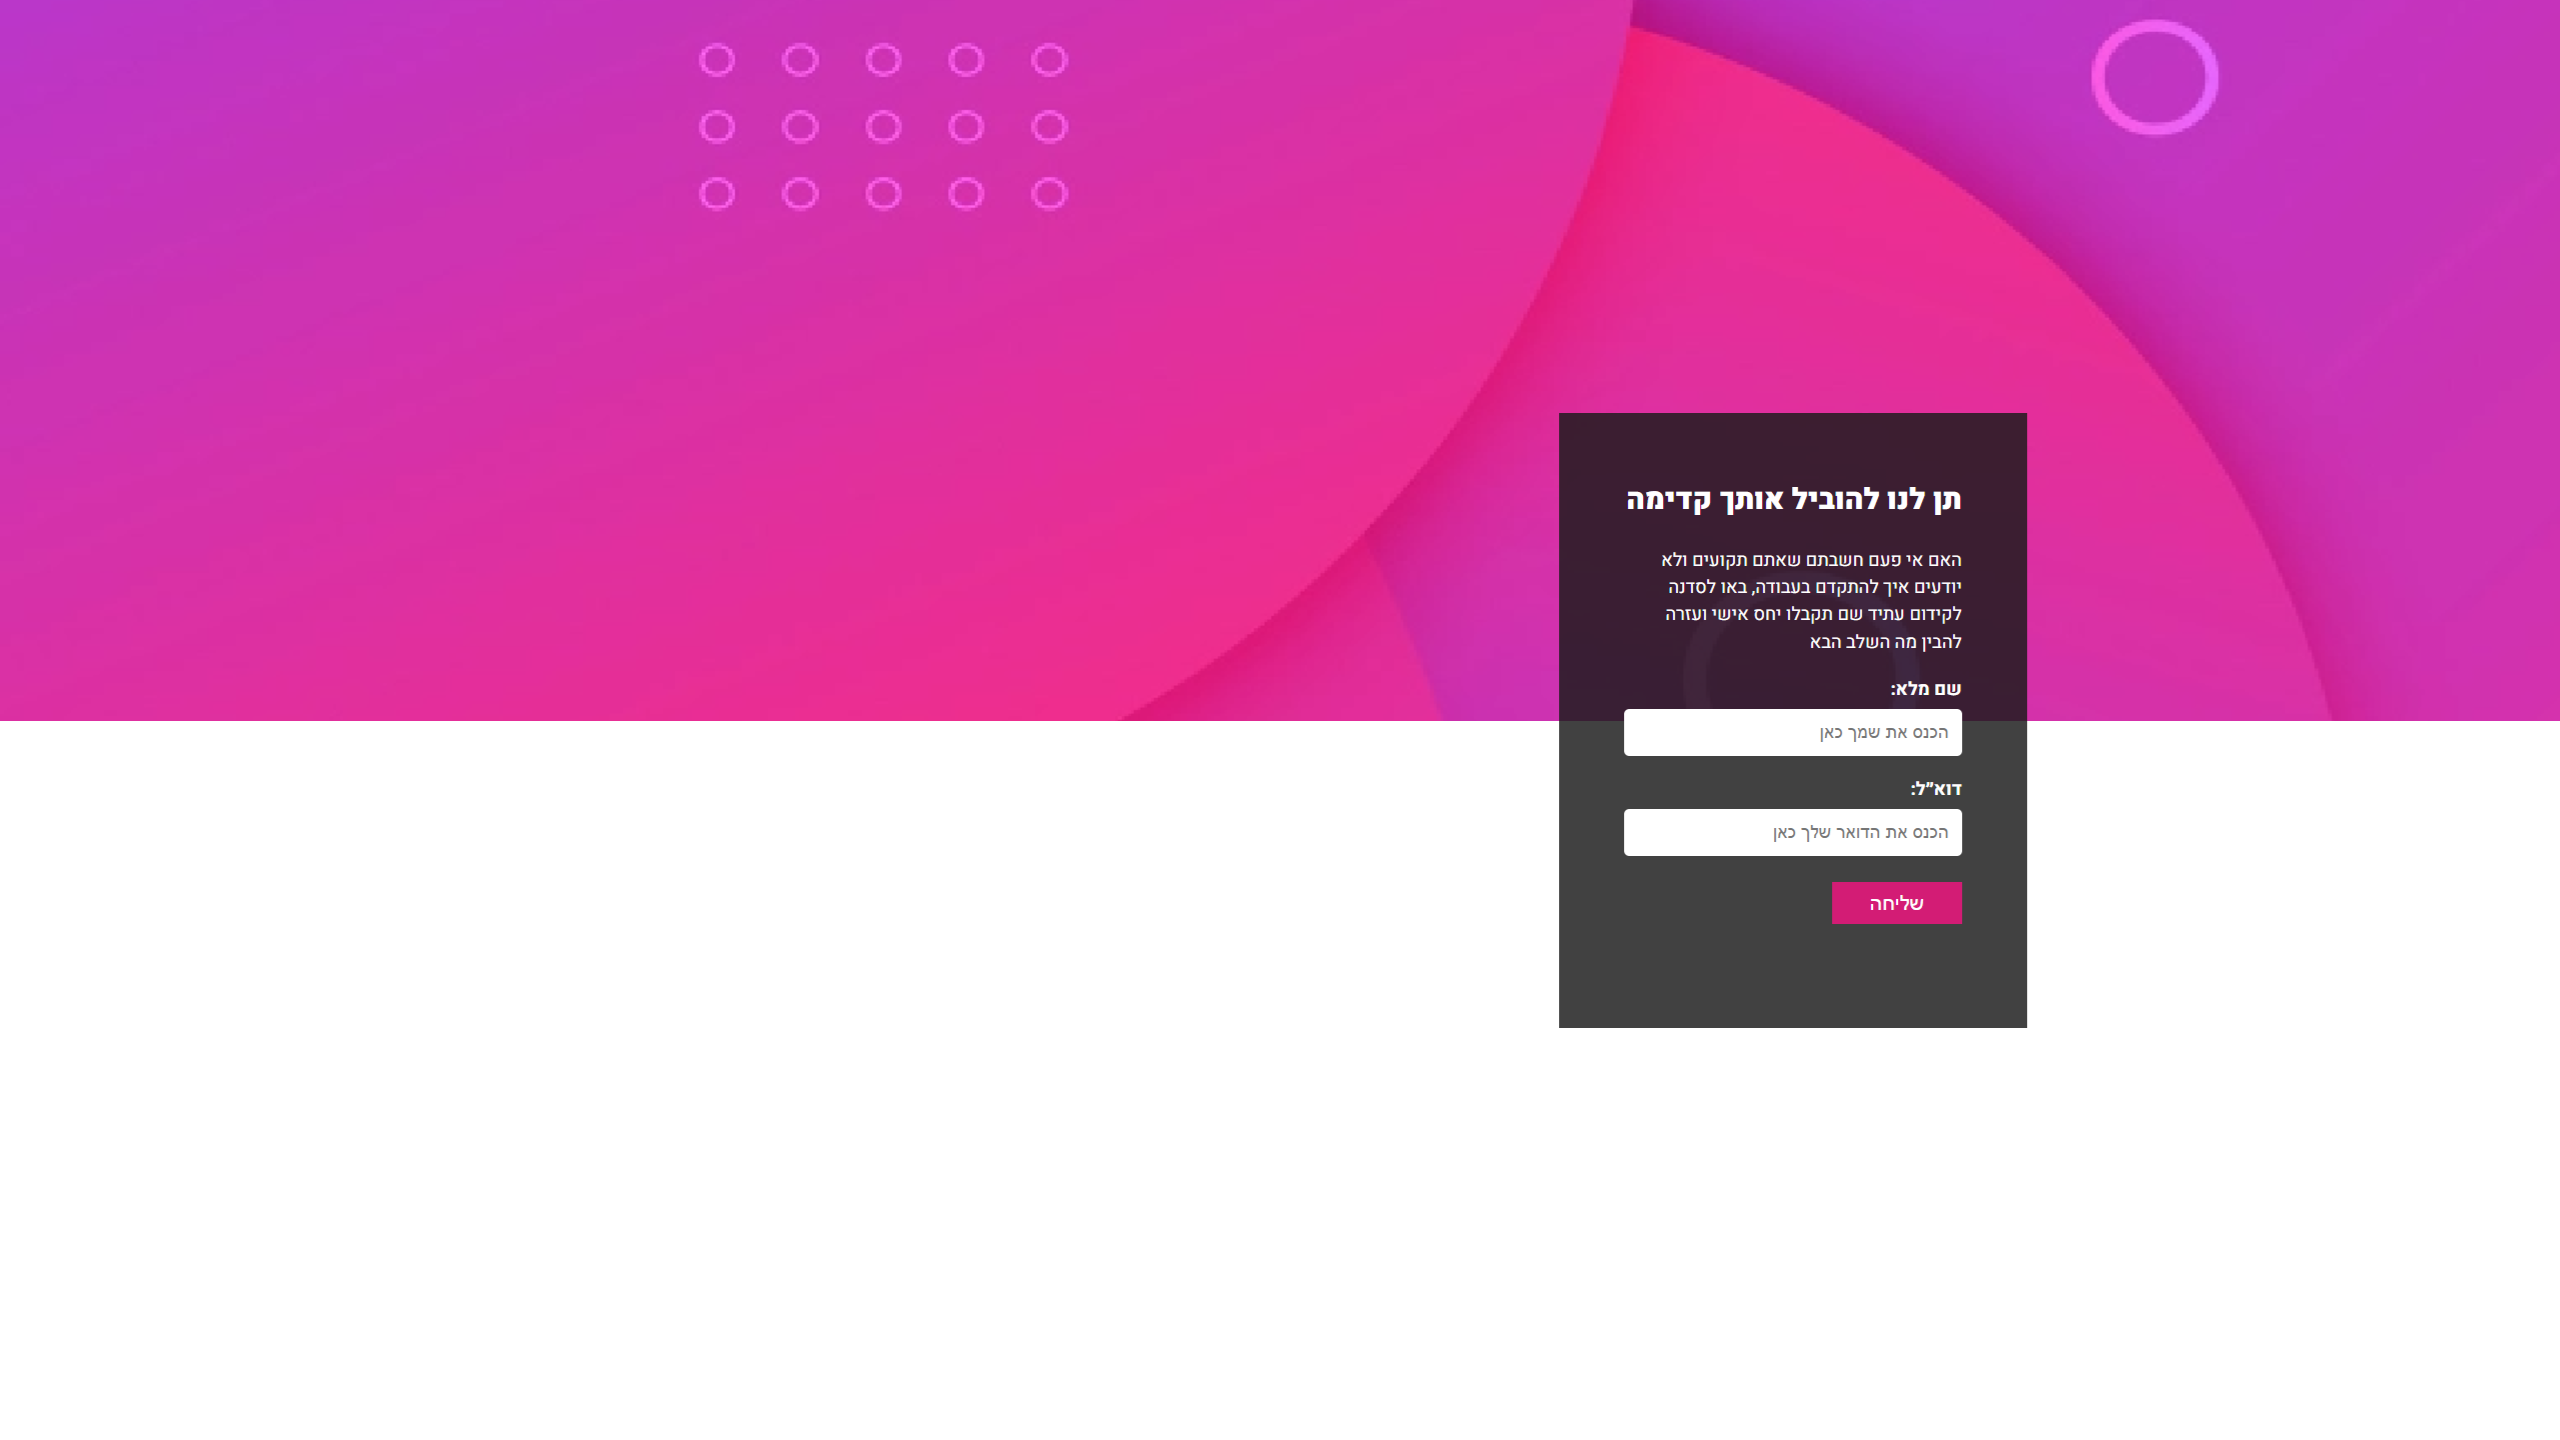 תן לנו להוביל אותך קדימה
האם אי פעם חשבתם שאתם תקועים ולא
יודעים איך להתקדם בעבודה, באו לסדנה
לקידום עתיד שם תקבלו יחס אישי ועזרה
להבין מה השלב הבא
שם מלא:
הכנס את שמך כאן
דוא״ל:
הכנס את הדואר שלך כאן
שליחה